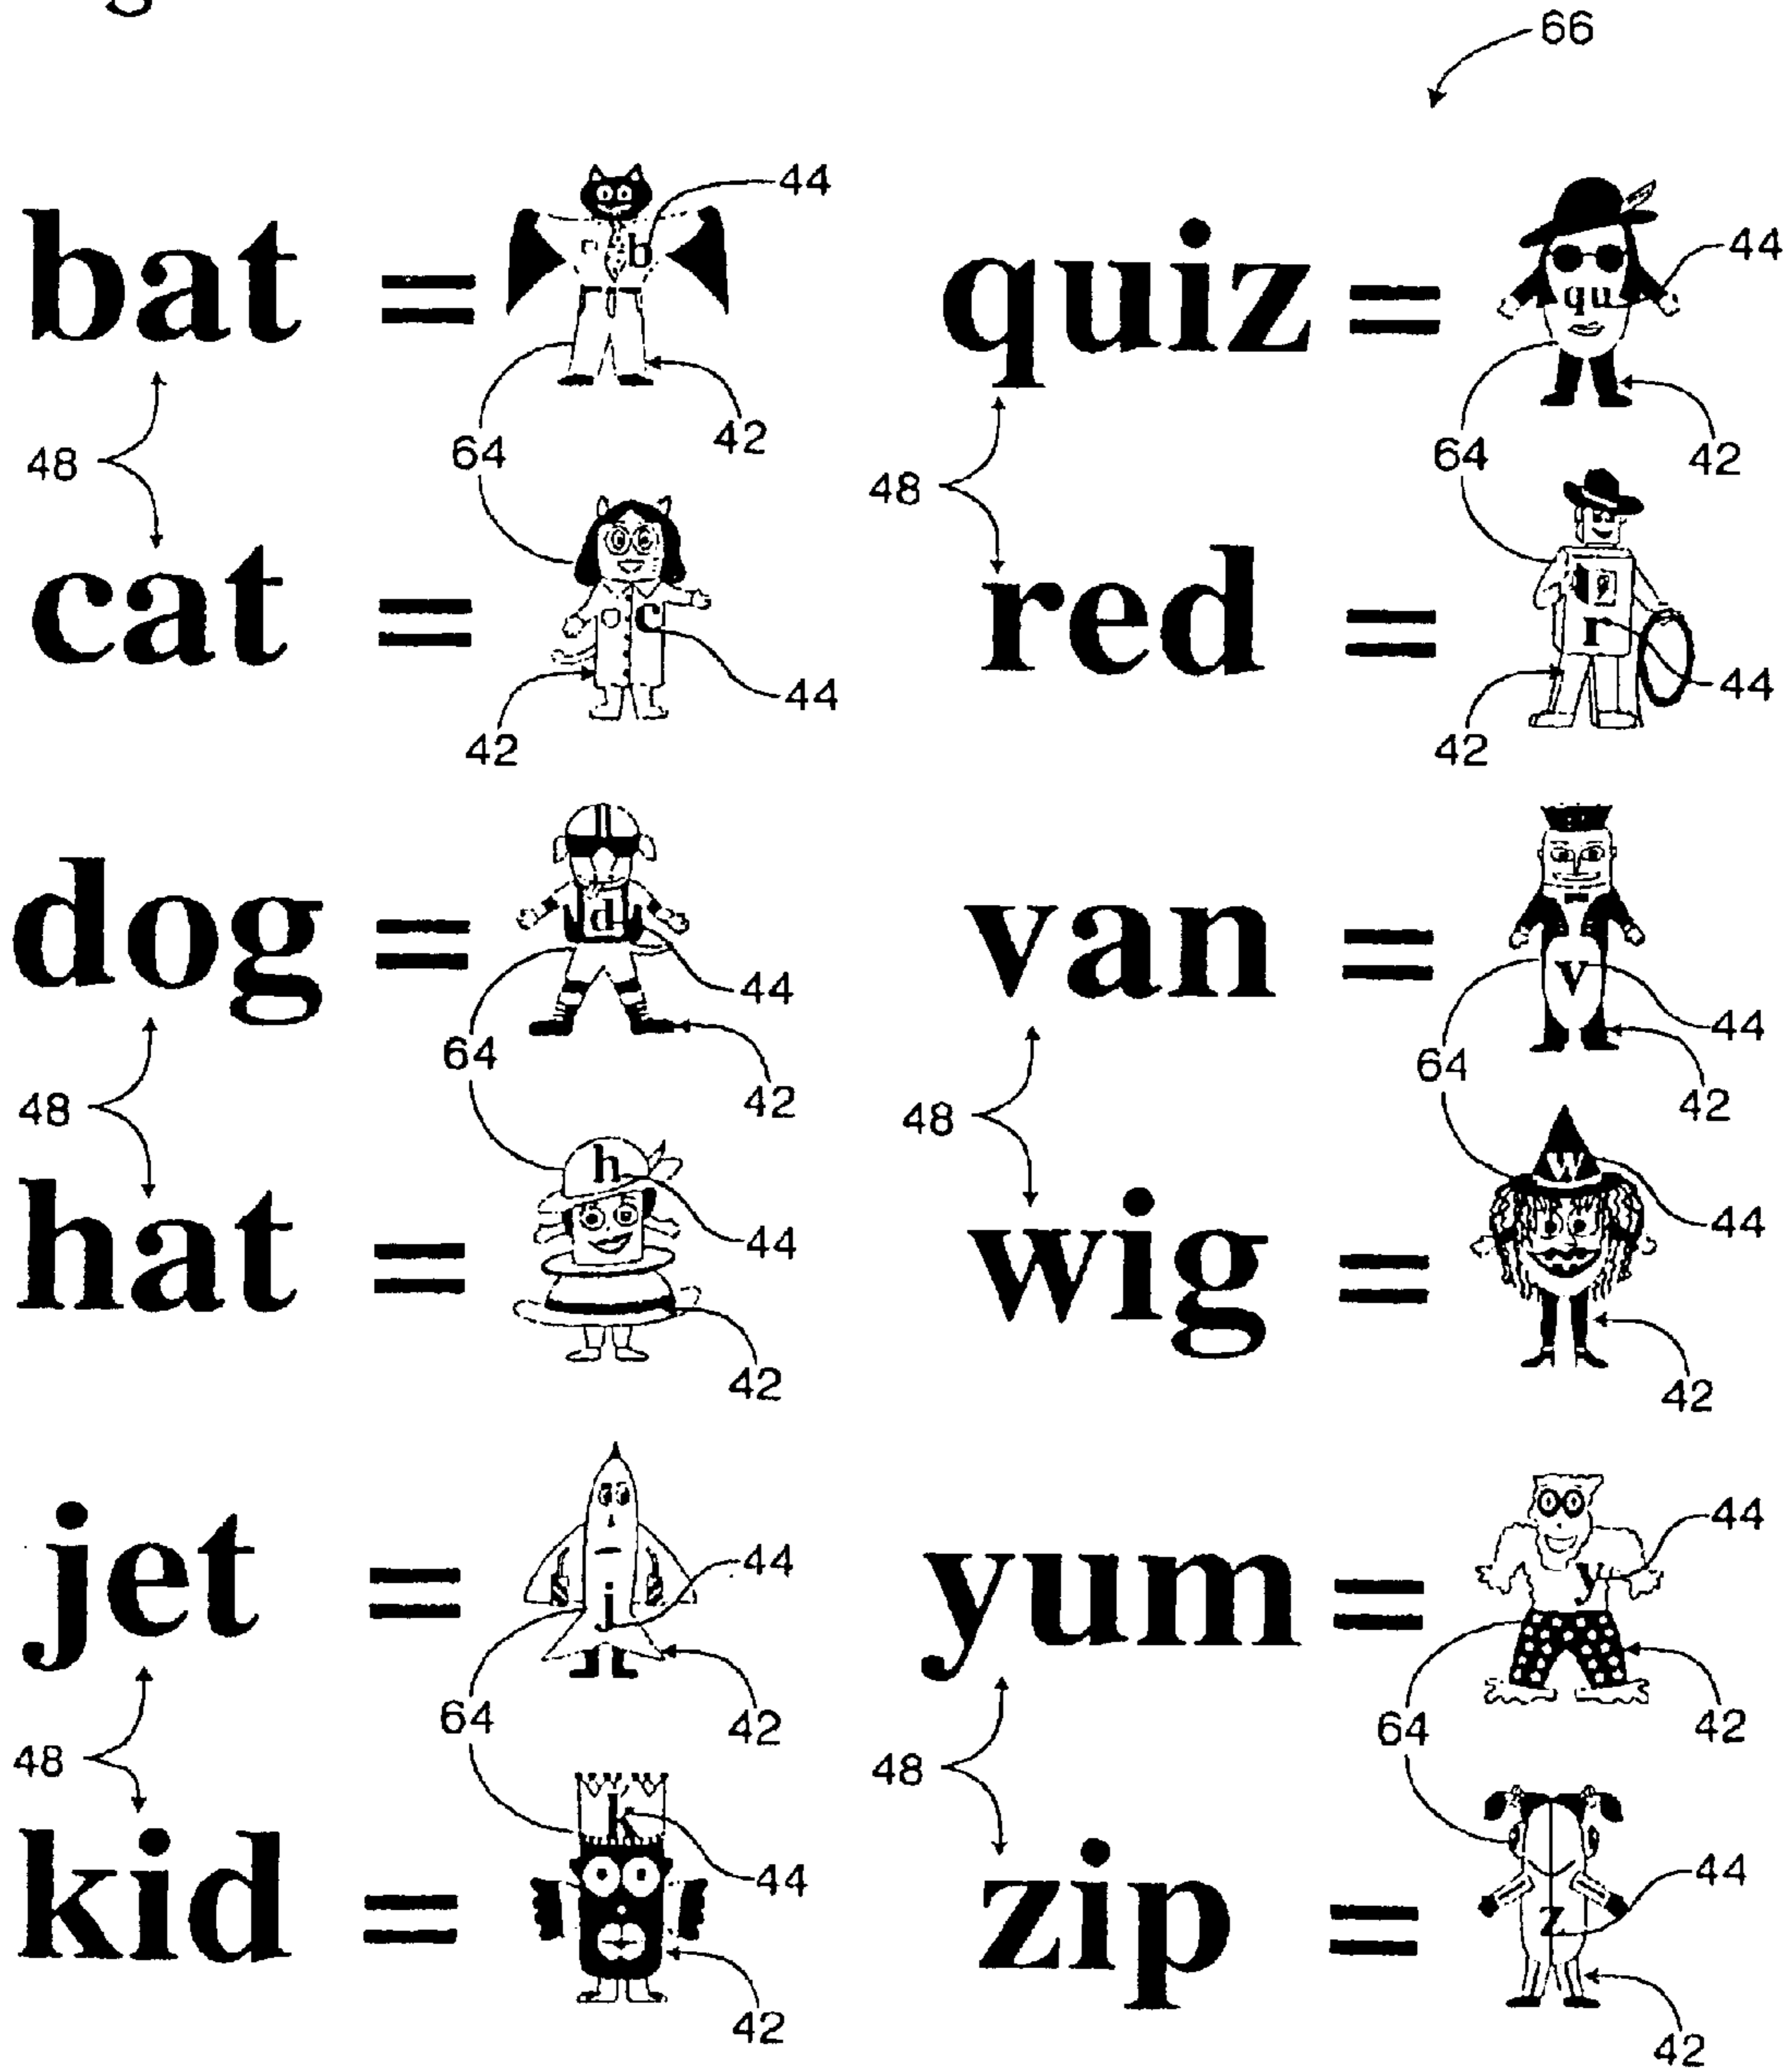 66
bat = b 44
quiz = qu 44
48 64 42
48 64 42
cat = c 44
red = r 44
42
42
dog = d 44
van = v 44
48 64 42
48 64 42
hat = h 44
wig = w 44
42
42
jet = j 44
yum = y 44
48 64 42
48 64 42
kid = k 44
zip = z 44
42
42